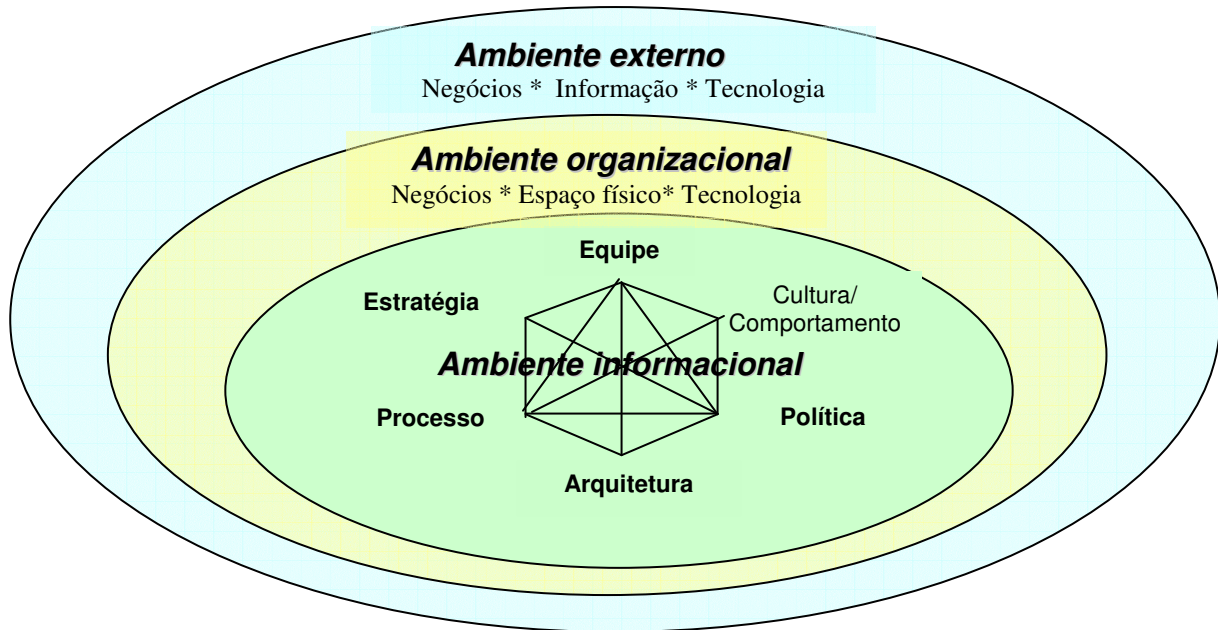 Ambiente externo
Negócios * Informação * Tecnologia
Ambiente organizacional
Negócios * Espaço físico* Tecnologia
Equipe
Estratégia
Cultura/
Comportamento
Ambiente informacional
Processo
Política
Arquitetura